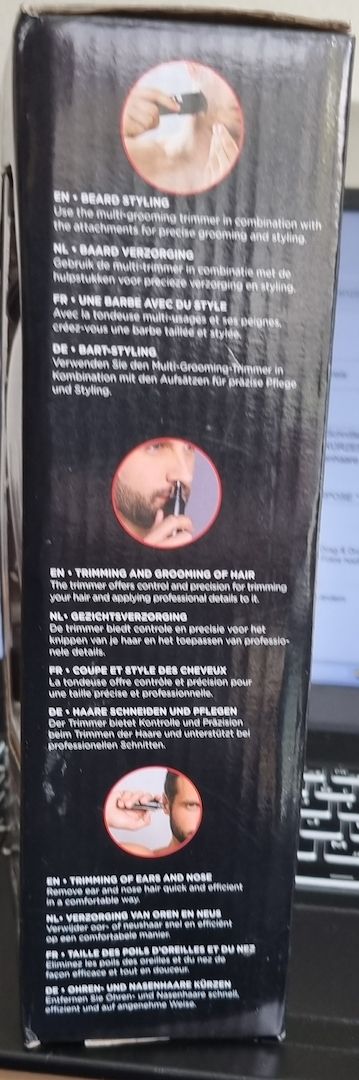 EN • BEARD STYLING
Use the multi-grooming trimmer in combination with
the attachments for precise grooming and styling.
NL • BAARD VERZORGING
Gebruik de multi-trimmer in combinatie met de
hulpstukken voor precieze verzorging en styling.
FR • UNE BARBE AVEC DU STYLE
Avec la tondeuse multi-usages et ses peignes,
créez-vous une barbe taillée et stylée.
DE • BART-STYLING
Verwenden Sie den Multi-Grooming-Trimmer in
Kombination mit den Aufsätzen für präzise Pflege
und Styling.
EN • TRIMMING AND GROOMING OF HAIR
The trimmer offers control and precision for trimming
your hair and applying professional details to it.
NL• GEZICHTSVERZORGING
De trimmer biedt controle en precisie voor het
knippen van je haar en het toepassen van professio-
nele details.
FR • COUPE ET STYLE DES CHEVEUX
La tondeuse offre contrôle et précision pour
une taille précise et professionnelle.
DE • HAARE SCHNEIDEN UND PFLEGEN
Der Trimmer bietet Kontrolle und Präzision
beim Trimmen der Haare und unterstützt bei
professionellen Schnitten.
EN • TRIMMING OF EARS AND NOSE
Remove ear and nose hair quick and efficient
in a comfortable way.
NL• VERZORGING VAN OREN EN NEUS
Verwijder oor- of neushaar snel en efficiënt
op een comfortabele manier.
FR • TAILLE DES POILS D'OREILLES ET DU NEZ
Éliminez les poils des oreilles et du nez de
façon efficace et tout en douceur.
DE • OHREN- UND NASENHAARE KÜRZEN
Entfernen Sie Ohren- und Nasenhaare schnell,
effizient und auf angenehme Weise.